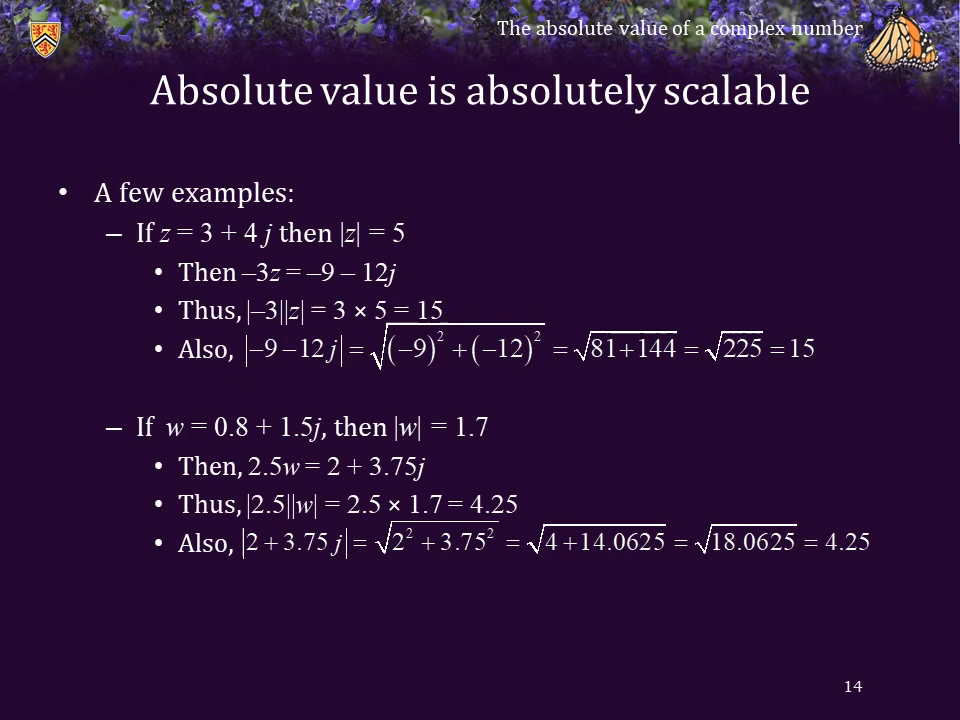 The absolute value of a complex number
Absolute value is absolutely scalable
• A few examples:
– If z = 3 + 4 j then |z| = 5
• Then –3z = –9 – 12j
• Thus, |–3||z| = 3 × 5 = 15
• Also, |–9 – 12 j| = √((–9)² + (–12)²) = √(81+144) = √225 = 15
– If w = 0.8 + 1.5j, then |w| = 1.7
• Then, 2.5w = 2 + 3.75j
• Thus, |2.5||w| = 2.5 × 1.7 = 4.25
• Also, |2 + 3.75 j| = √(2² + 3.75²) = √(4 + 14.0625) = √18.0625 = 4.25
14